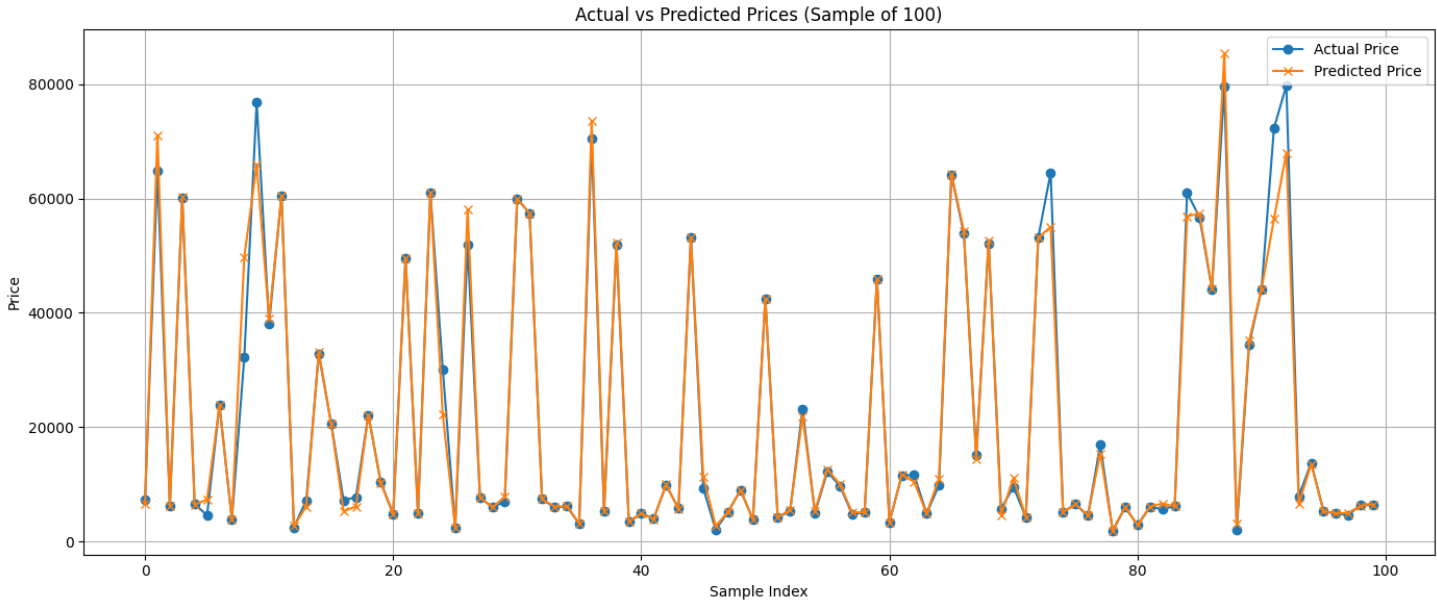 Actual vs Predicted Prices (Sample of 100)
Actual Price
Predicted Price
Price
80000
60000
40000
20000
0
0
20
40
60
80
100
Sample Index